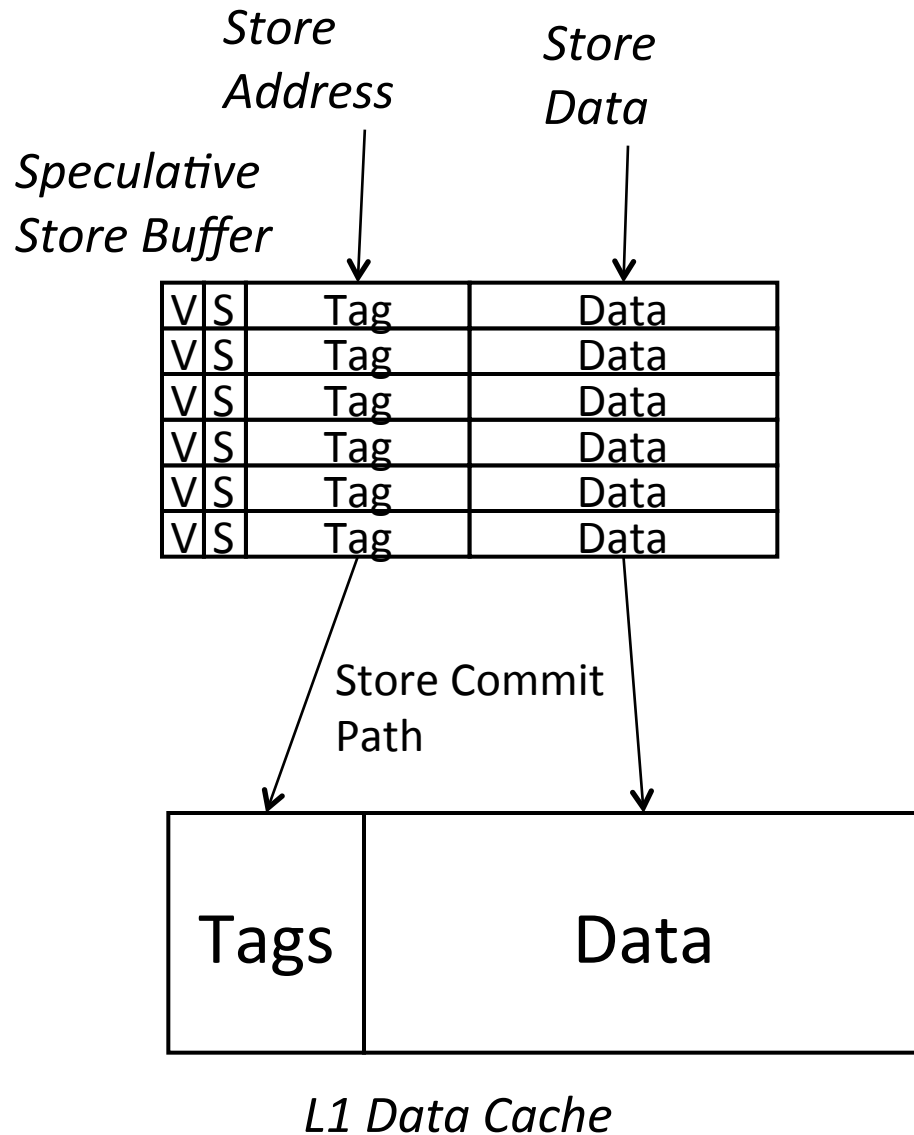 Store
Address
Store
Data
Speculative
Store Buffer
V S Tag Data
V S Tag Data
V S Tag Data
V S Tag Data
V S Tag Data
V S Tag Data
Store Commit
Path
Tags Data
L1 Data Cache